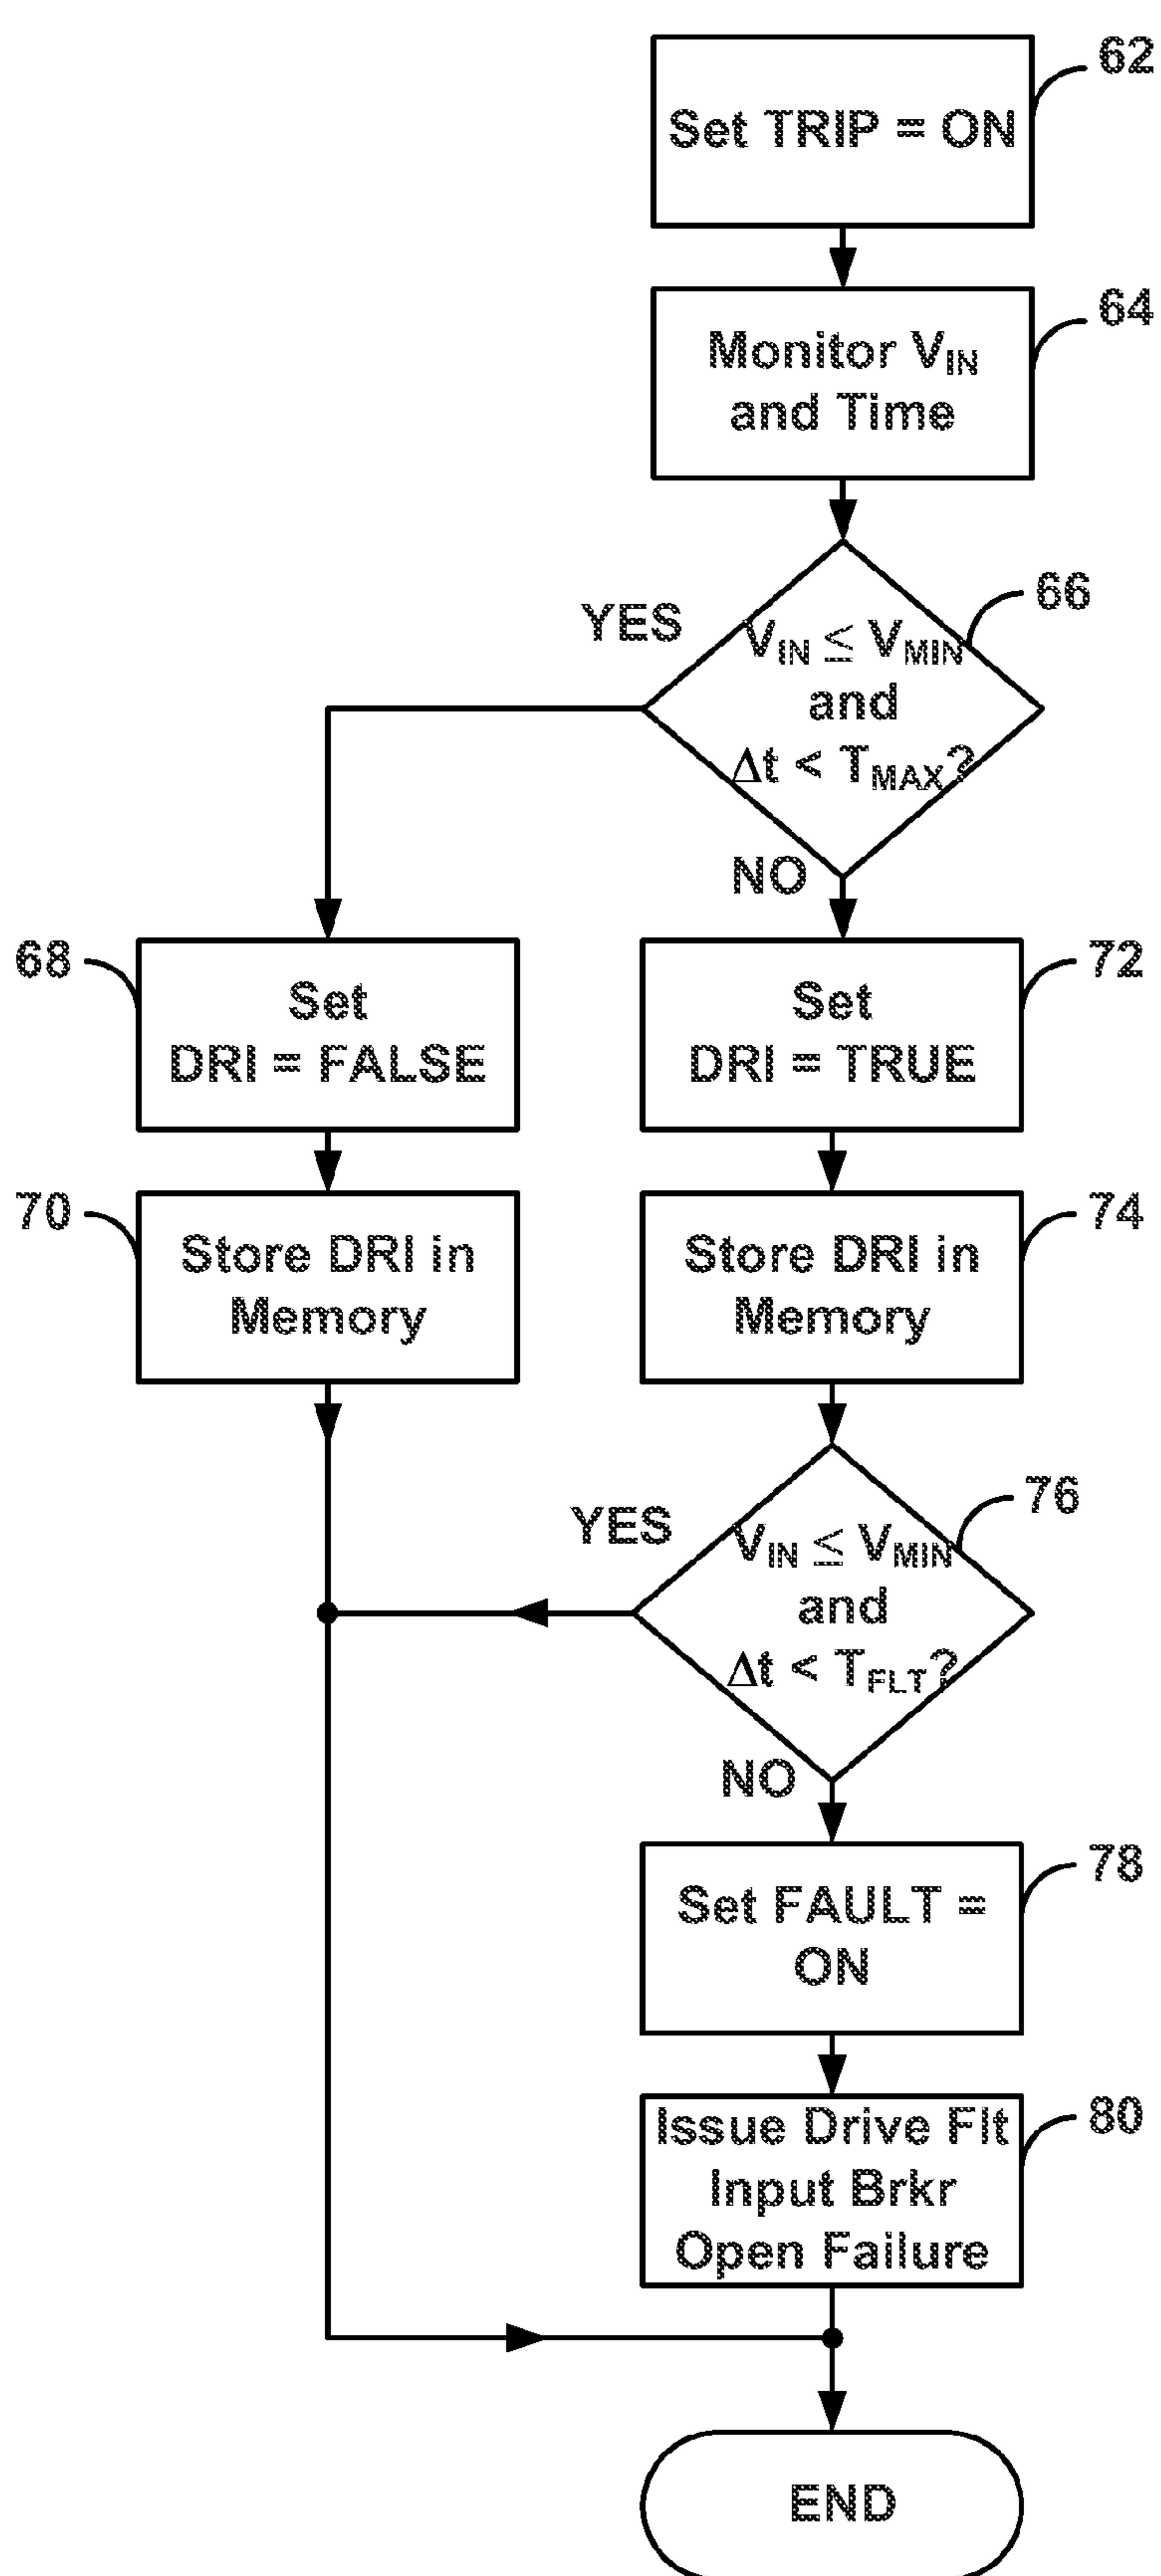 62
Set TRIP = ON
64
Monitor VIN
and Time
66
YES
VIN ≤ VMIN
and
Δt < TMAX?
NO
68
Set
DRI = FALSE
72
Set
DRI = TRUE
70
Store DRI in
Memory
74
Store DRI in
Memory
76
YES
VIN ≤ VMIN
and
Δt < TFLT?
NO
78
Set FAULT =
ON
80
Issue Drive Flt
Input Brkr
Open Failure
END